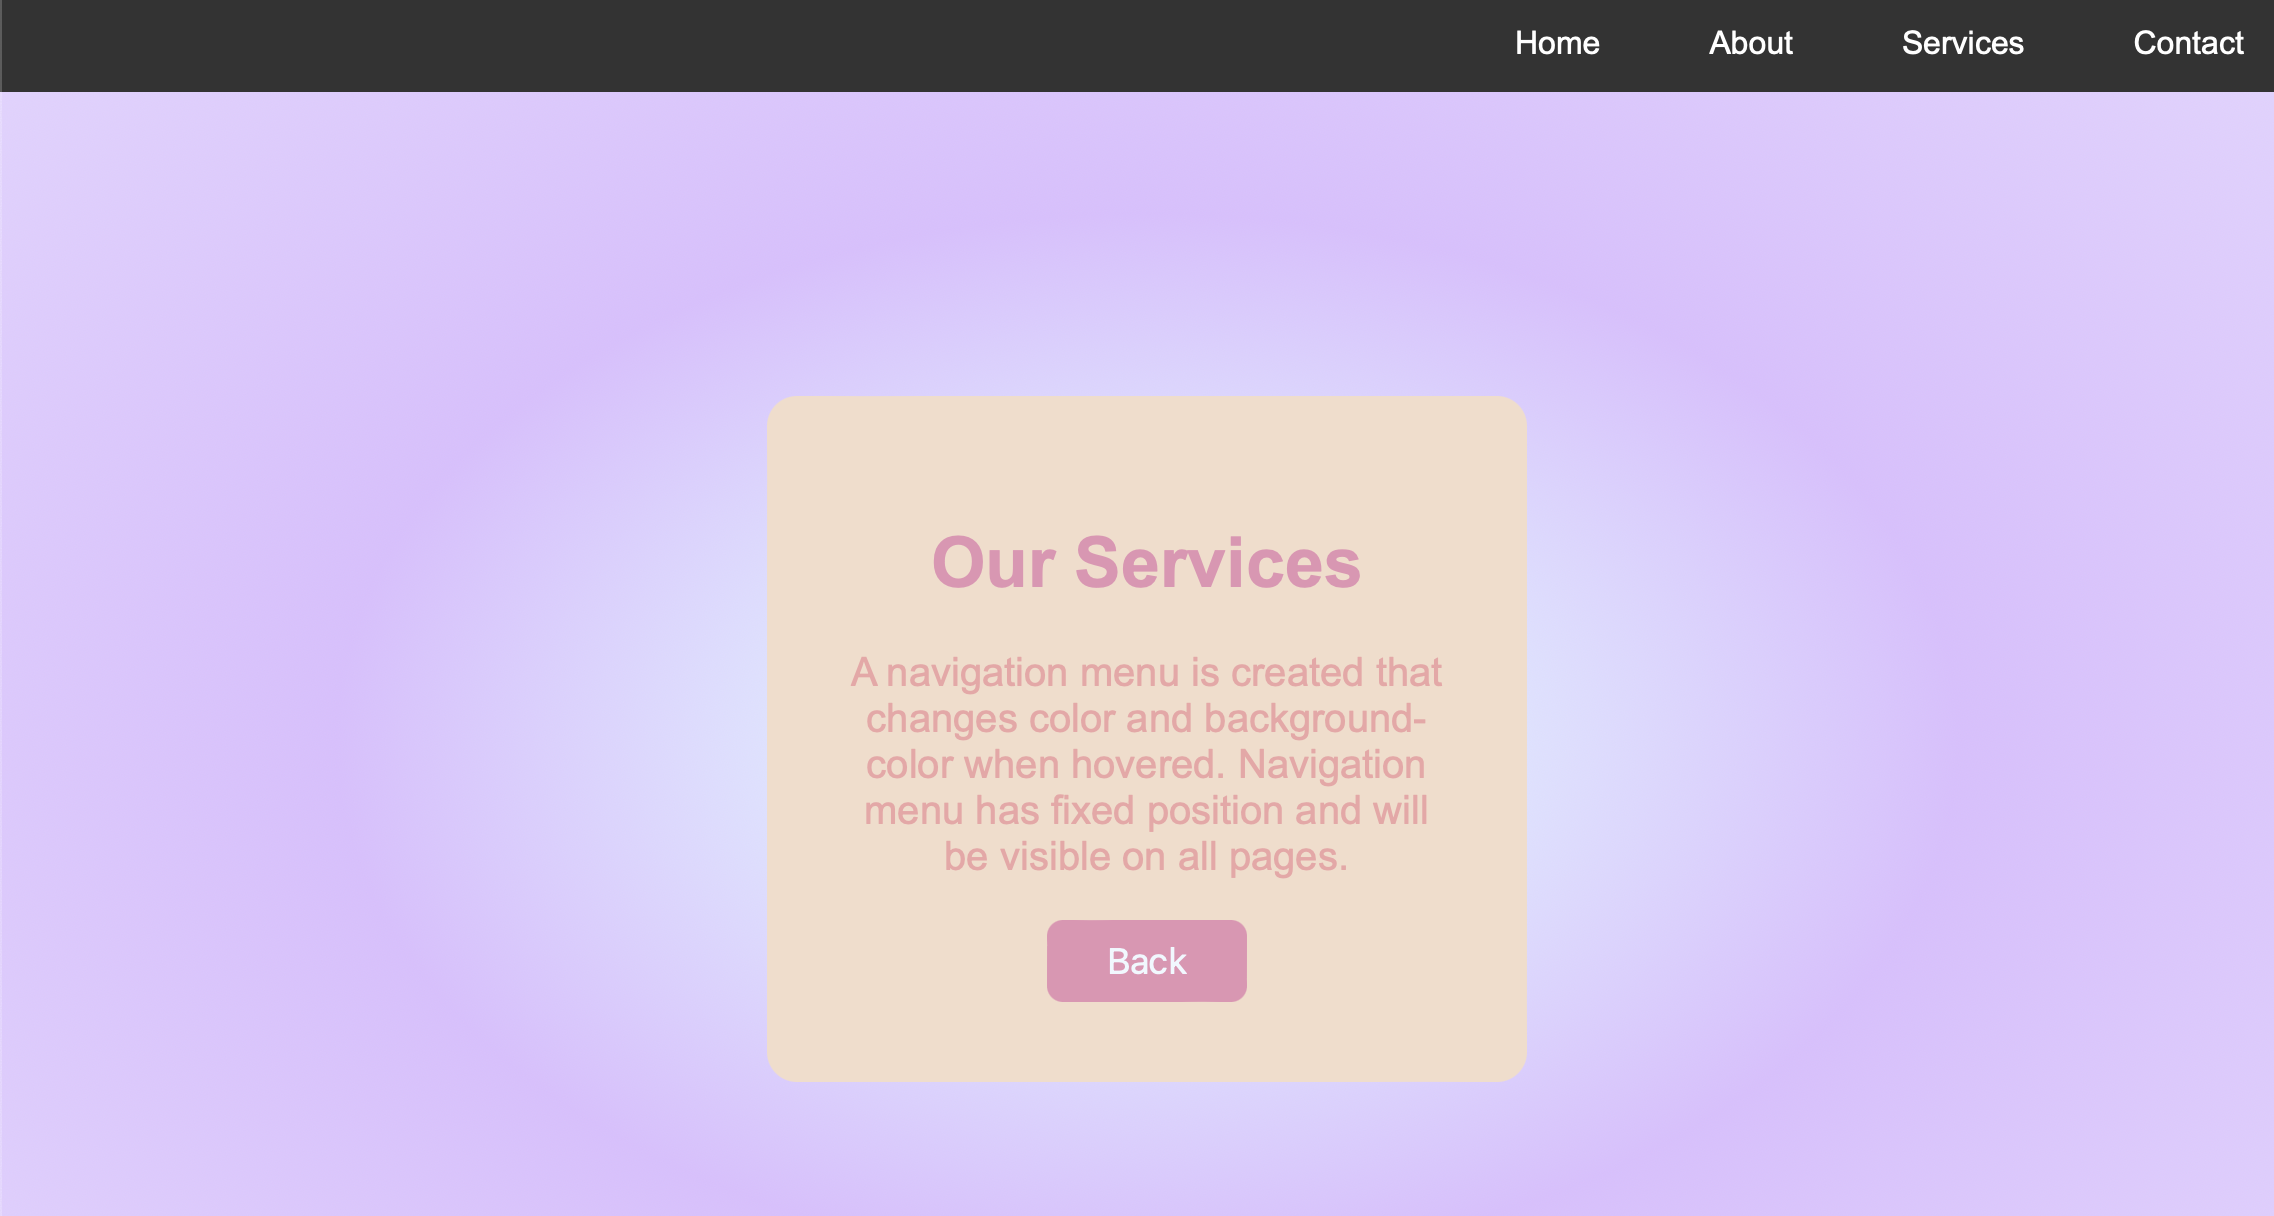 Home About Services Contact
Our Services
A navigation menu is created that
changes color and background-
color when hovered. Navigation
menu has fixed position and will
be visible on all pages.
Back